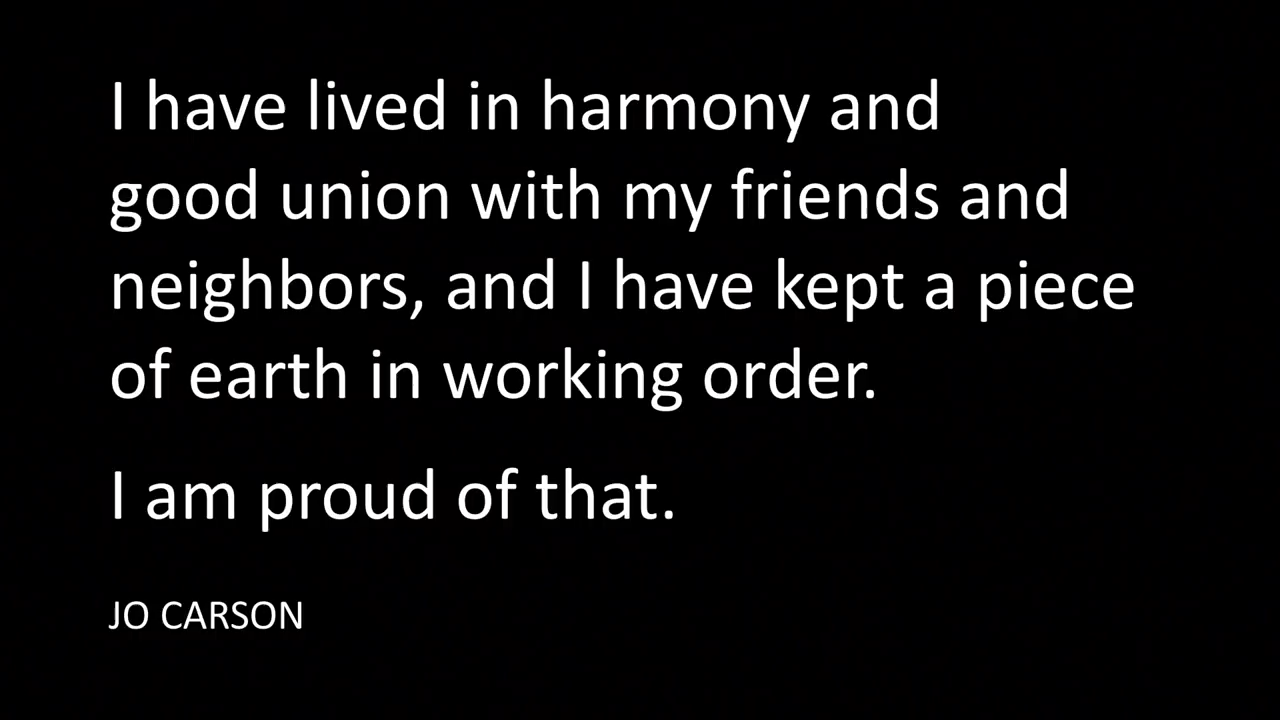 I have lived in harmony and
good union with my friends and
neighbors, and I have kept a piece
of earth in working order.
I am proud of that.
JO CARSON